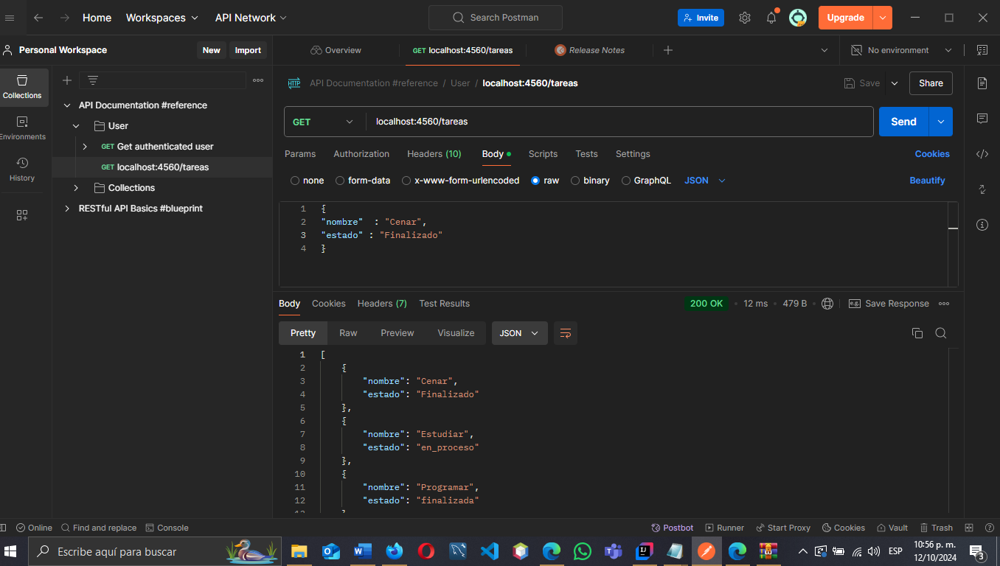 Home Workspaces API Network Search Postman Invite Upgrade
Personal Workspace New Import Overview GET localhost:4560/tareas Release Notes No environment
Collections
Environments
History
API Documentation #reference
User
GET Get authenticated user
GET localhost:4560/tareas
Collections
RESTful API Basics #blueprint
HTTP API Documentation #reference / User / localhost:4560/tareas Save Share
GET localhost:4560/tareas Send
Params Authorization Headers (10) Body Scripts Tests Settings Cookies
none form-data x-www-form-urlencoded raw binary GraphQL JSON Beautify
1 {
2 "nombre" : "Cenar",
3 "estado" : "Finalizado"
4 }
Body Cookies Headers (7) Test Results 200 OK 12 ms 479 B e.g. Save Response
Pretty Raw Preview Visualize JSON
1 [
2 {
3 "nombre": "Cenar",
4 "estado": "Finalizado"
5 },
6 {
7 "nombre": "Estudiar",
8 "estado": "en_proceso"
9 },
10 {
11 "nombre": "Programar",
12 "estado": "finalizada"
13 }
Online Find and replace Console Postbot Runner Start Proxy Cookies Vault Trash
Escribe aquí para buscar ESP 10:56 p. m.
12/10/2024 3